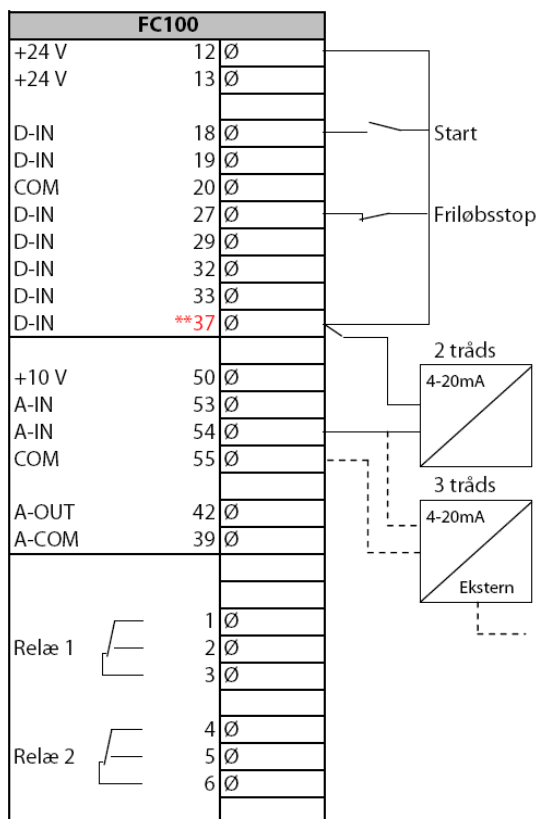 FC100
+24 V 12 Ø
+24 V 13 Ø
D-IN 18 Ø Start
D-IN 19 Ø
COM 20 Ø
D-IN 27 Ø Friløbsstop
D-IN 29 Ø
D-IN 32 Ø
D-IN 33 Ø
D-IN **37 Ø
2 tråds
+10 V 50 Ø 4-20mA
A-IN 53 Ø
A-IN 54 Ø
COM 55 Ø
3 tråds
A-OUT 42 Ø 4-20mA
A-COM 39 Ø
Ekstern
1 Ø
Relæ 1 2 Ø
3 Ø
4 Ø
Relæ 2 5 Ø
6 Ø